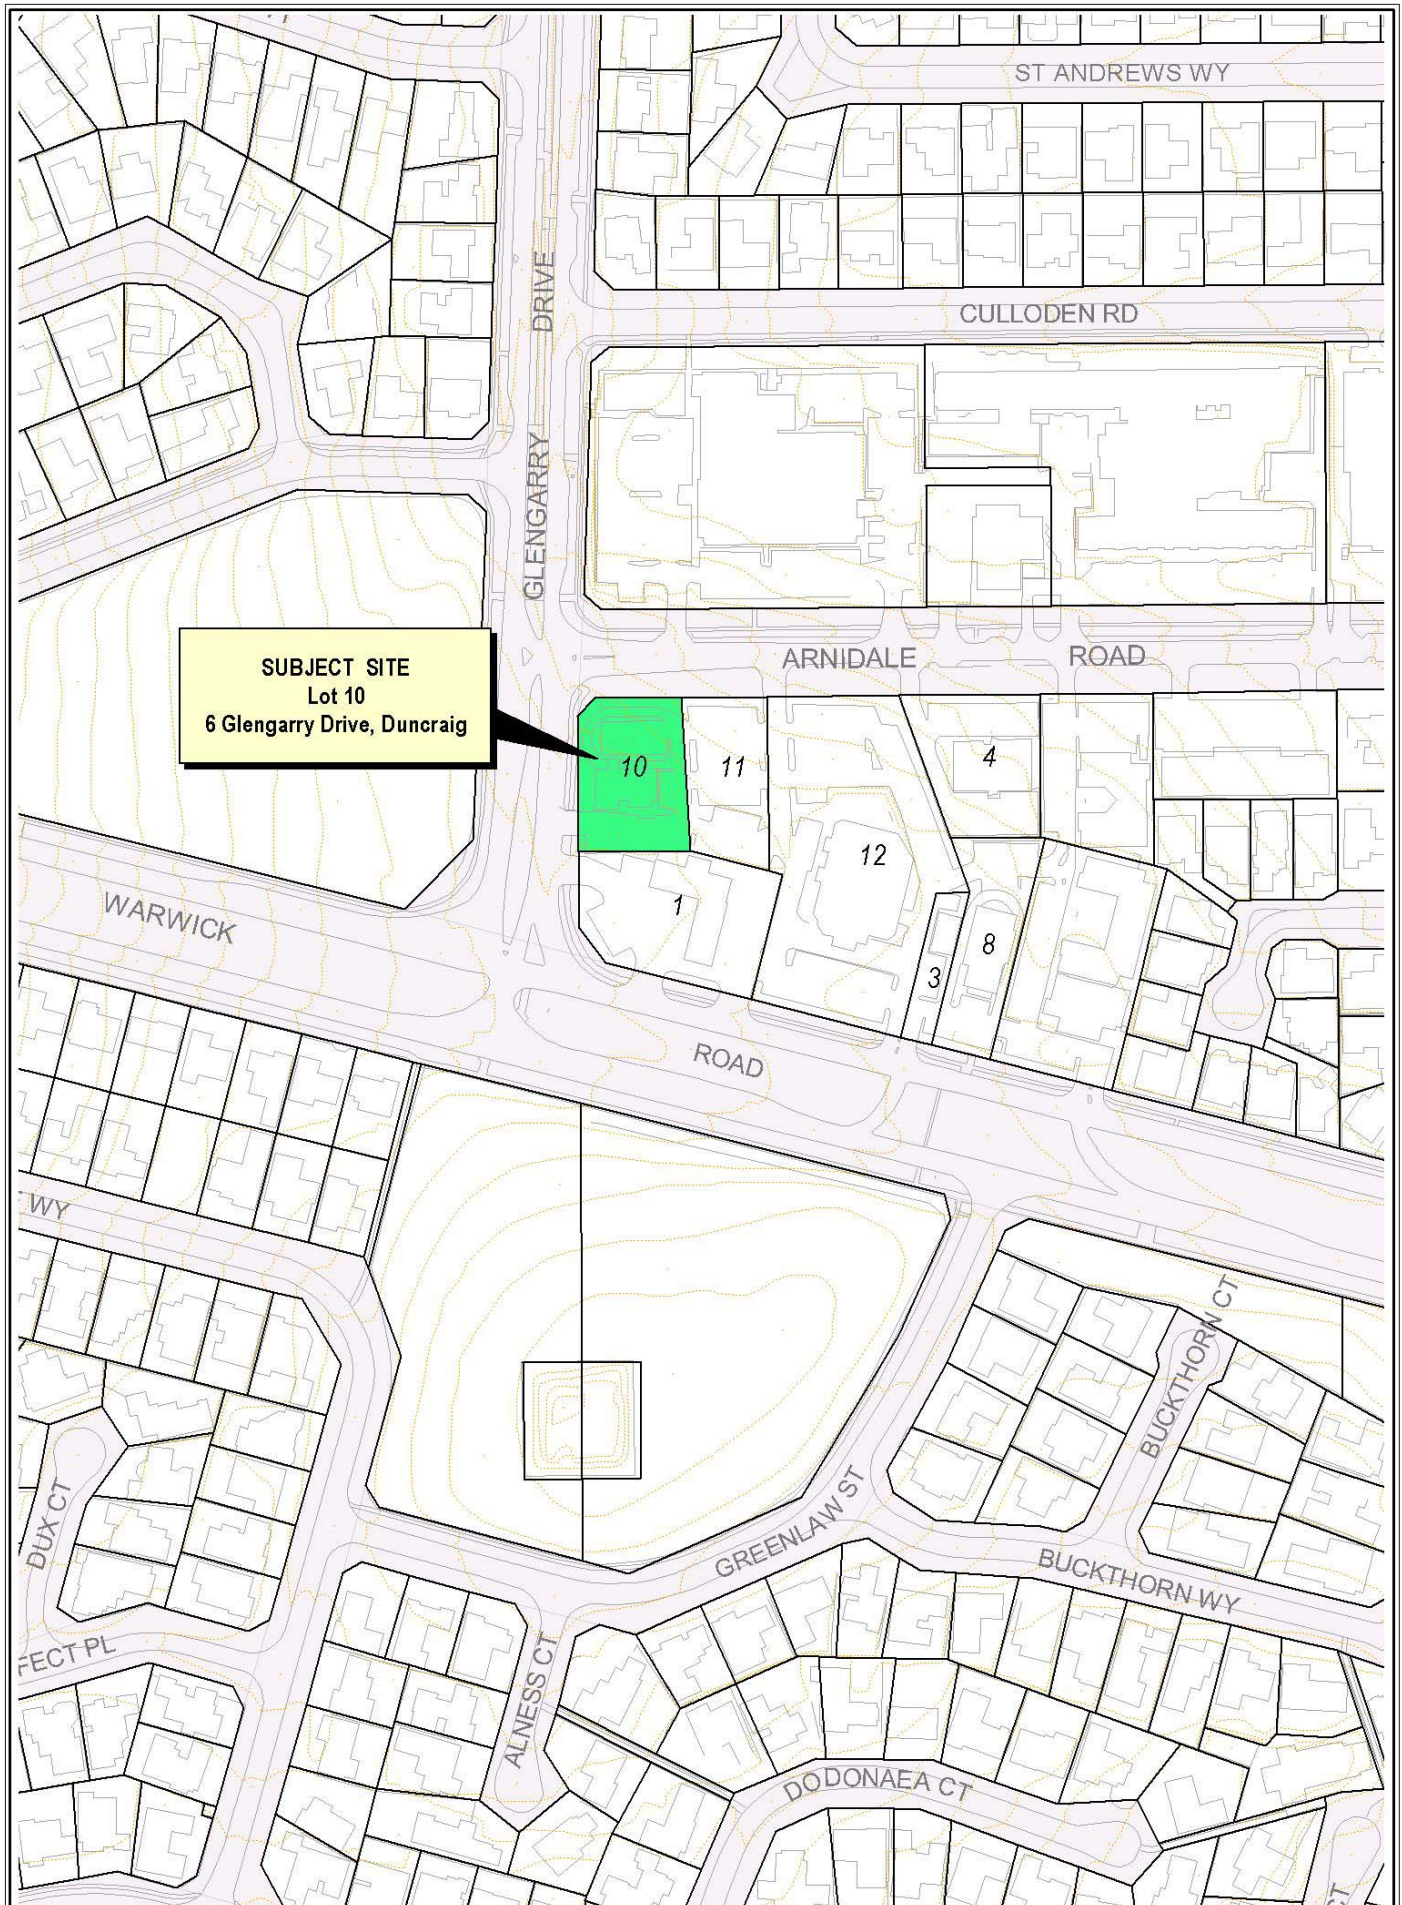 ST ANDREWS WY
DRIVE
CULLODEN RD
GLENGARRY
SUBJECT SITE
Lot 10
6 Glengarry Drive, Duncraig
ARNIDALE ROAD
10
11
4
12
1
8
3
WARWICK
ROAD
WY
BUCKTHORN CT
DUX CT
GREENLAW ST
BUCKTHORN WY
FECT PL
ALNESS CT
DODONAEA CT
CT